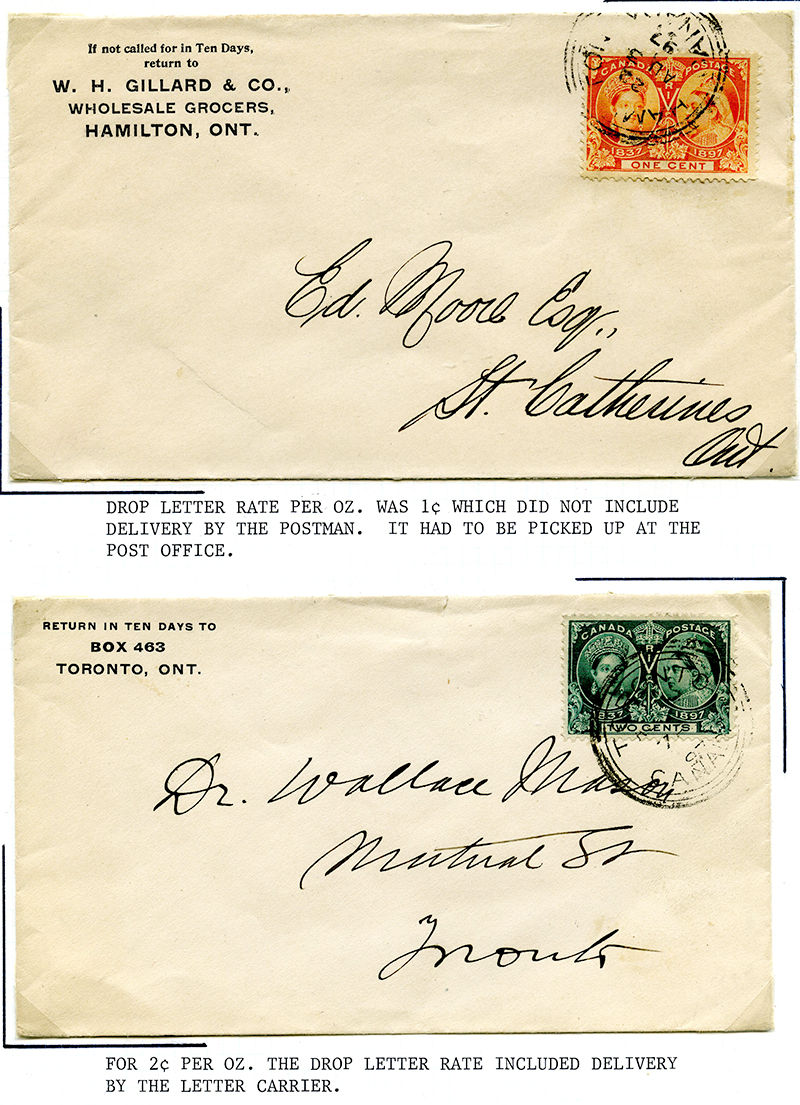 If not called for in Ten Days,
return to
W. H. GILLARD & CO.,
WHOLESALE GROCERS,
HAMILTON, ONT.
CANADA POSTAGE
1837 1897
ONE CENT
Ed. Moore Esq.,
St. Catherines
Ont.
DROP LETTER RATE PER OZ. WAS 1¢ WHICH DID NOT INCLUDE
DELIVERY BY THE POSTMAN. IT HAD TO BE PICKED UP AT THE
POST OFFICE.
RETURN IN TEN DAYS TO
BOX 463
TORONTO, ONT.
CANADA POSTAGE
1837 1897
TWO CENTS
CANADA
Dr. Wallace Mason
Mutual St
Toronto
FOR 2¢ PER OZ. THE DROP LETTER RATE INCLUDED DELIVERY
BY THE LETTER CARRIER.